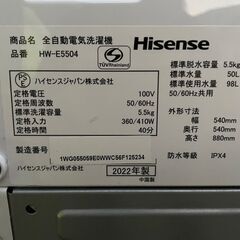 品名 全自動電気洗濯機
品番 HW-E5504
Hisense
TÜVRheinland
PSE
ハイセンスジャパン株式会社
定格電圧 100V
定格周波数 50/60Hz
標準洗濯容量 5.5kg
定格消費電力 360/410W
定格時間 40分
標準脱水容量 5.5kg
標準水量 50L
標準使用水量 98L
50/60Hz共用
外形寸法
幅 540mm
奥行 540mm
高さ 880mm
製造番号 1WG055059E0WWC56F125234
防水等級 IPX4
ハイセンスジャパン株式会社
2022年製
中国製